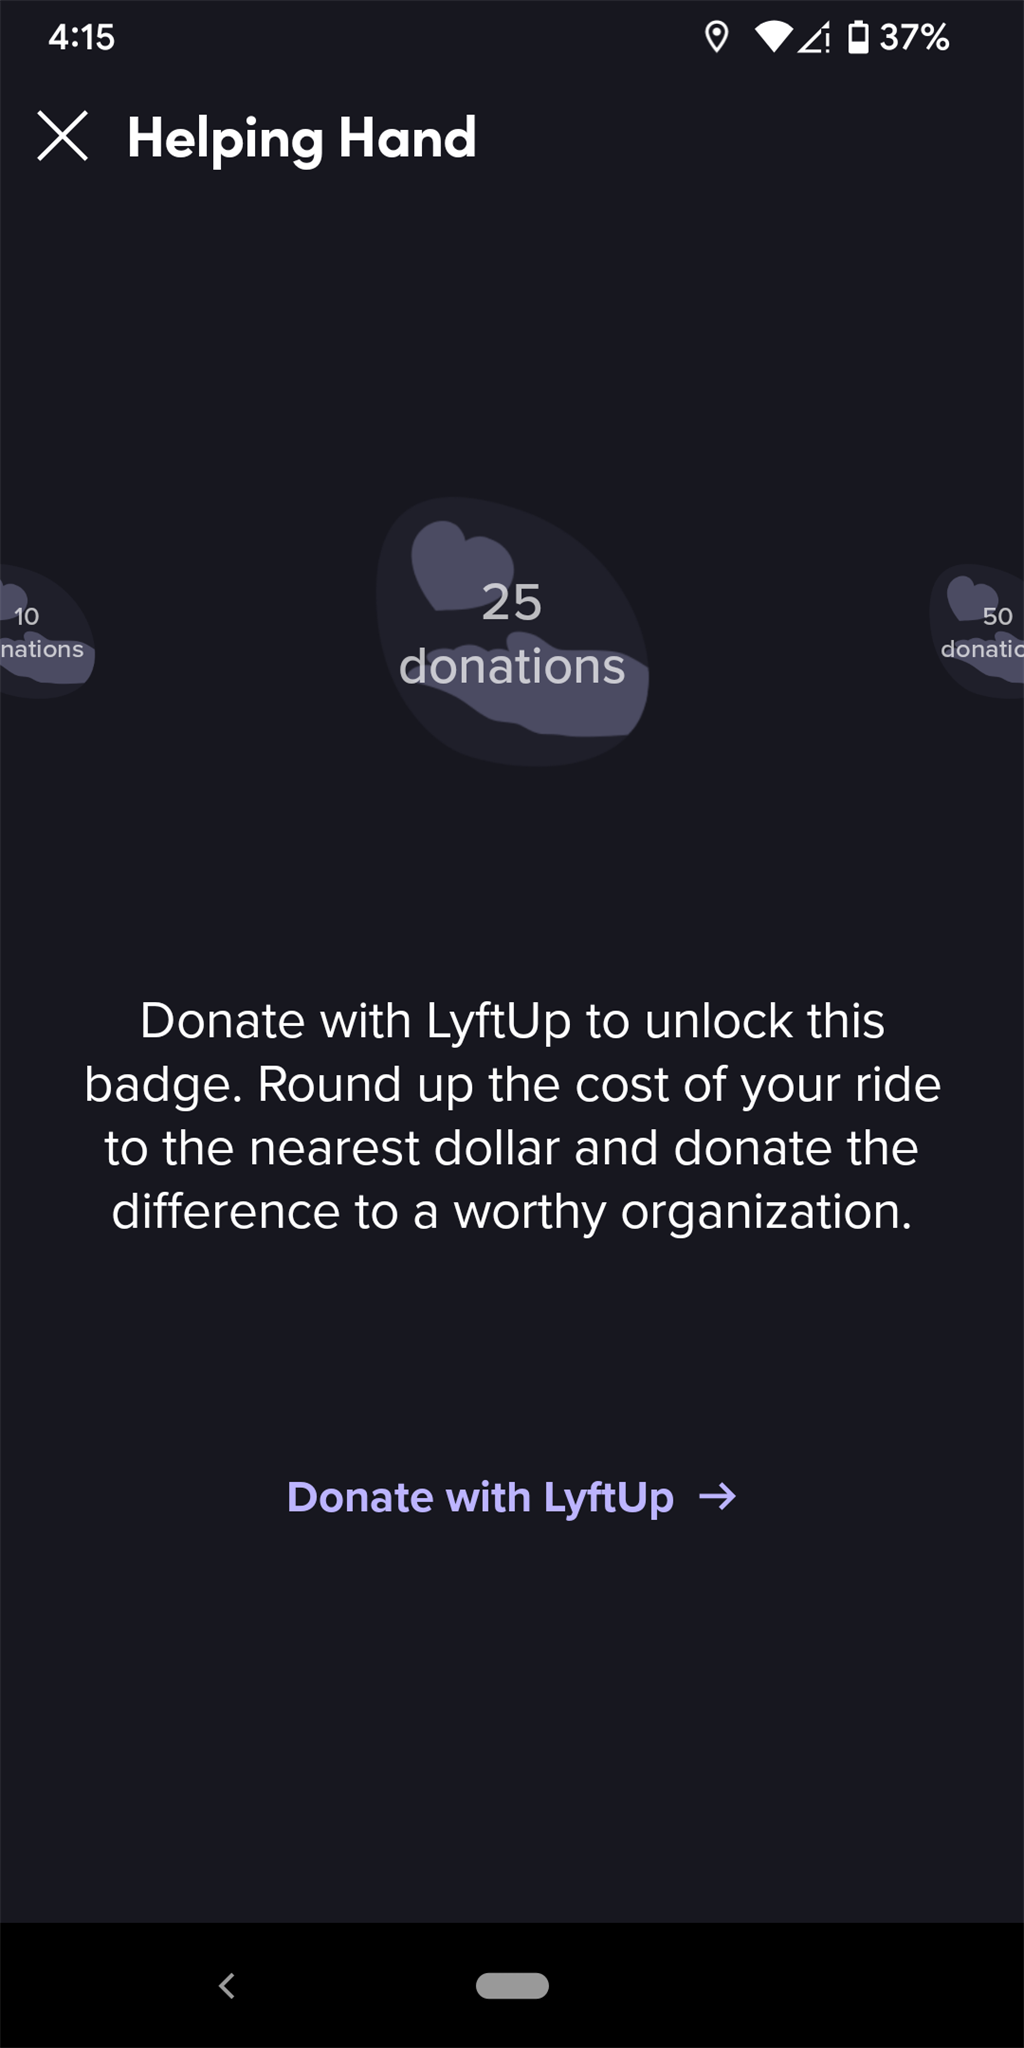 4:15
37%
Helping Hand
10
nations
25
donations
50
donatio
Donate with LyftUp to unlock this
badge. Round up the cost of your ride
to the nearest dollar and donate the
difference to a worthy organization.
Donate with LyftUp →